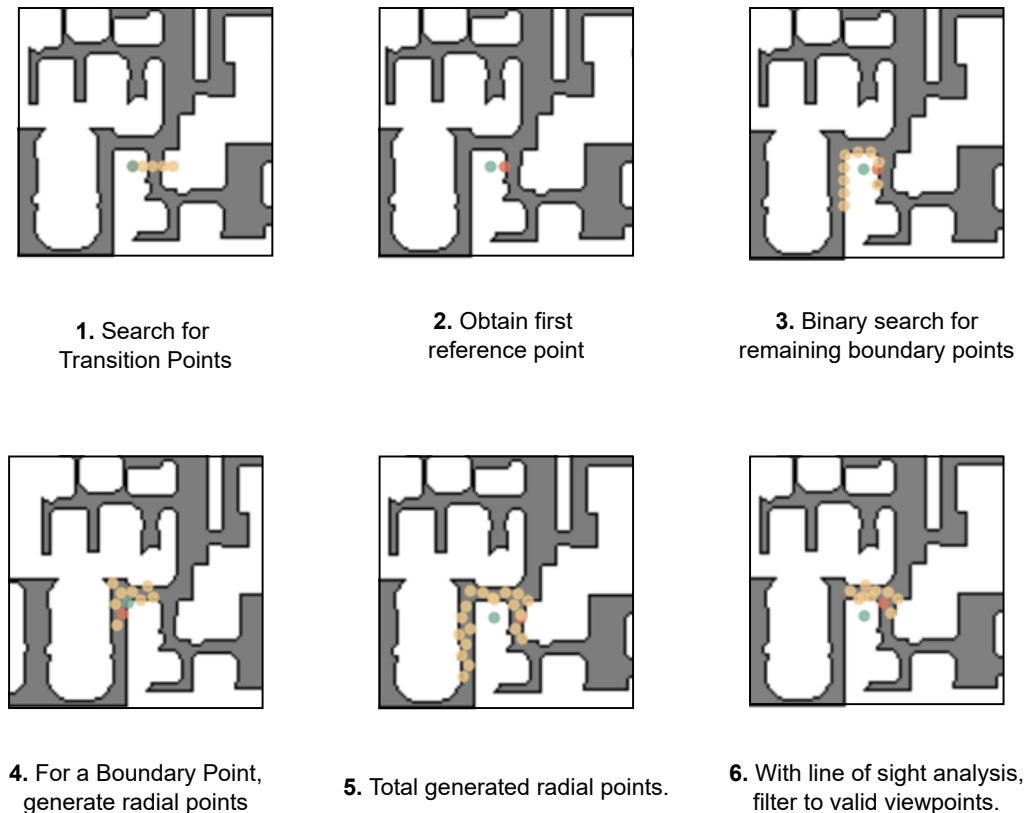 1. Search for
Transition Points
2. Obtain first
reference point
3. Binary search for
remaining boundary points
4. For a Boundary Point,
generate radial points
5. Total generated radial points.
6. With line of sight analysis,
filter to valid viewpoints.